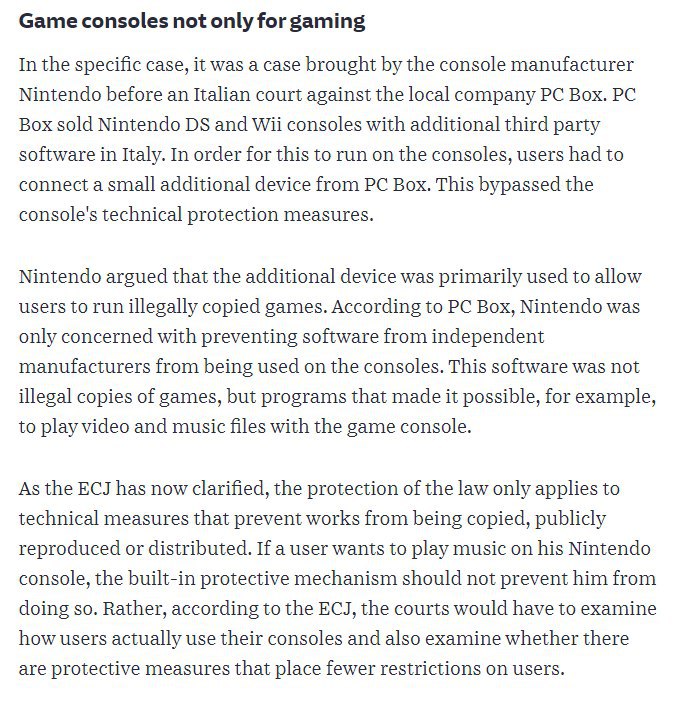 Game consoles not only for gaming
In the specific case, it was a case brought by the console manufacturer
Nintendo before an Italian court against the local company PC Box. PC
Box sold Nintendo DS and Wii consoles with additional third party
software in Italy. In order for this to run on the consoles, users had to
connect a small additional device from PC Box. This bypassed the
console's technical protection measures.
Nintendo argued that the additional device was primarily used to allow
users to run illegally copied games. According to PC Box, Nintendo was
only concerned with preventing software from independent
manufacturers from being used on the consoles. This software was not
illegal copies of games, but programs that made it possible, for example,
to play video and music files with the game console.
As the ECJ has now clarified, the protection of the law only applies to
technical measures that prevent works from being copied, publicly
reproduced or distributed. If a user wants to play music on his Nintendo
console, the built-in protective mechanism should not prevent him from
doing so. Rather, according to the ECJ, the courts would have to examine
how users actually use their consoles and also examine whether there
are protective measures that place fewer restrictions on users.